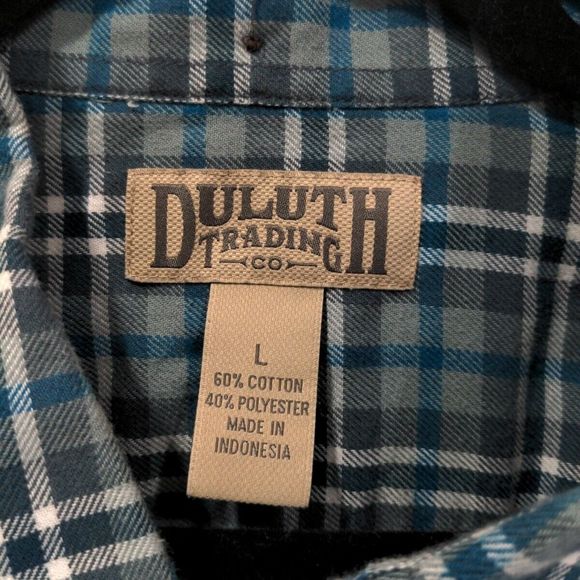 DULUTH
TRADING
CO
L
60% COTTON
40% POLYESTER
MADE IN
INDONESIA